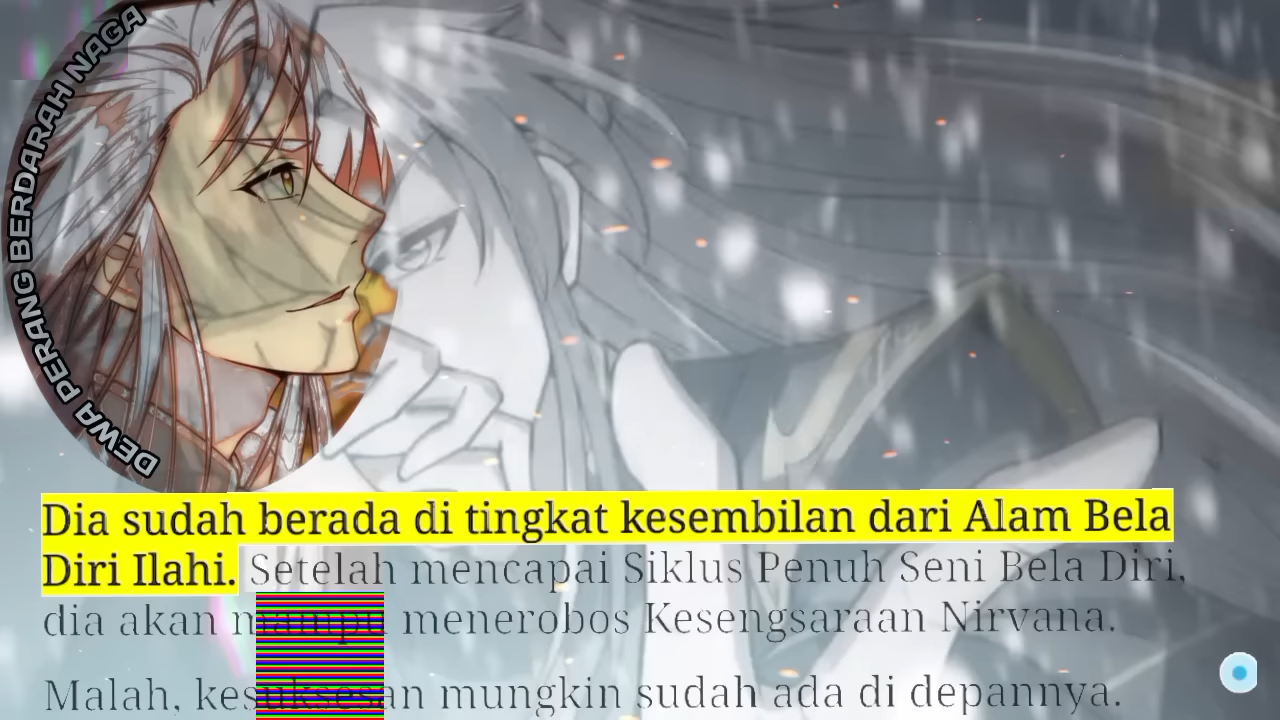 DEWA PERANG BERDARAH NAGA
Dia sudah berada di tingkat kesembilan dari Alam Bela
Diri Ilahi. Setelah mencapai Siklus Penuh Seni Bela Diri,
dia akan mampu menerobos Kesengsaraan Nirvana.
Malah, kesuksesan mungkin sudah ada di depannya.